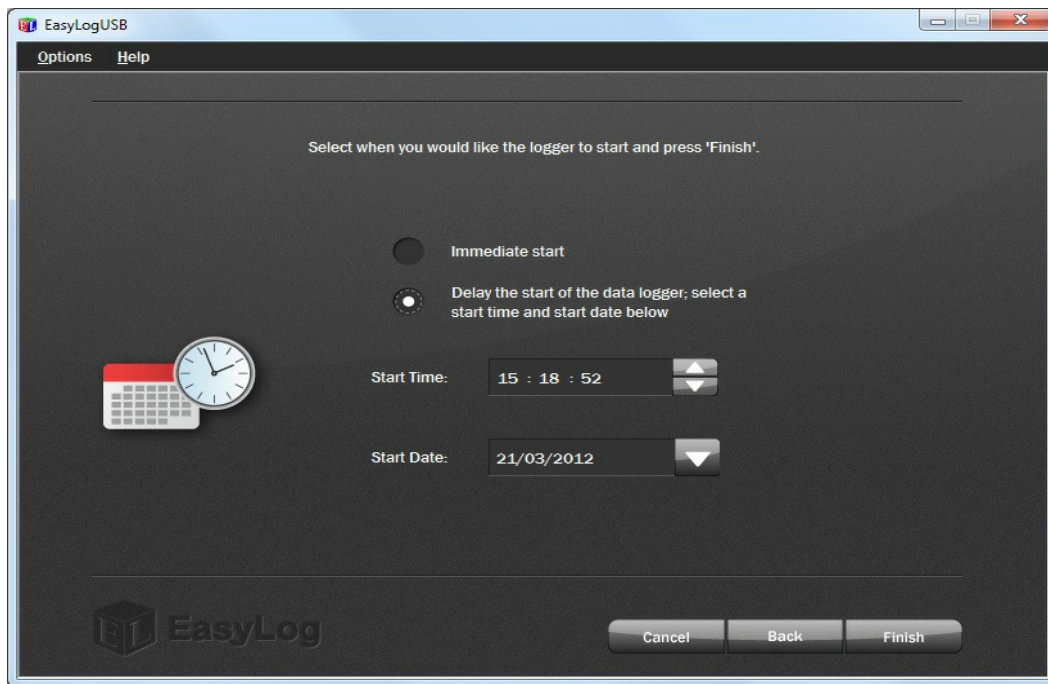 EasyLogUSB
Options Help
Select when you would like the logger to start and press 'Finish'.
Immediate start
Delay the start of the data logger; select a
start time and start date below
Start Time: 15 : 18 : 52
Start Date: 21/03/2012
EL EasyLog
Cancel Back Finish